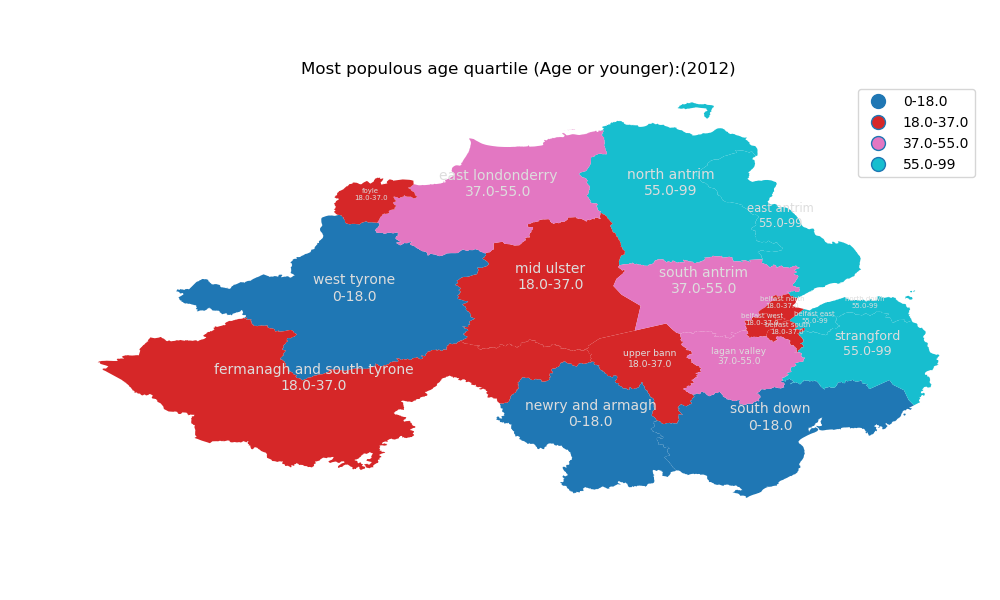 Most populous age quartile (Age or younger):(2012)
0-18.0
18.0-37.0
37.0-55.0
55.0-99
east londonderry
37.0-55.0
north antrim
55.0-99
foyle
18.0-37.0
east antrim
55.0-99
west tyrone
0-18.0
mid ulster
18.0-37.0
south antrim
37.0-55.0
belfast north
18.0-37.0
55.0-99
belfast west
18.0-37.0
belfast east
55.0-99
belfast south
18.0-37.0
strangford
55.0-99
upper bann
18.0-37.0
lagan valley
37.0-55.0
fermanagh and south tyrone
18.0-37.0
newry and armagh
0-18.0
south down
0-18.0